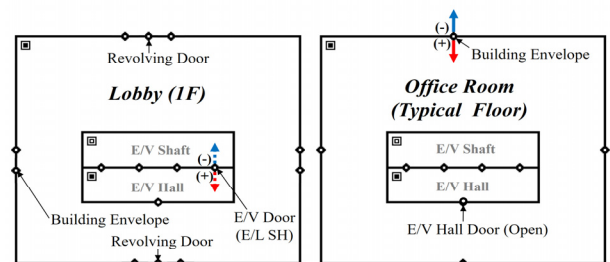 Revolving Door
Lobby (1F)
E/V Shaft
(-)
(+)
E/V Hall
Building Envelope
E/V Door
(E/L SH)
Revolving Door
(-)
(+)
Building Envelope
Office Room
(Typical Floor)
E/V Shaft
E/V Hall
E/V Hall Door (Open)